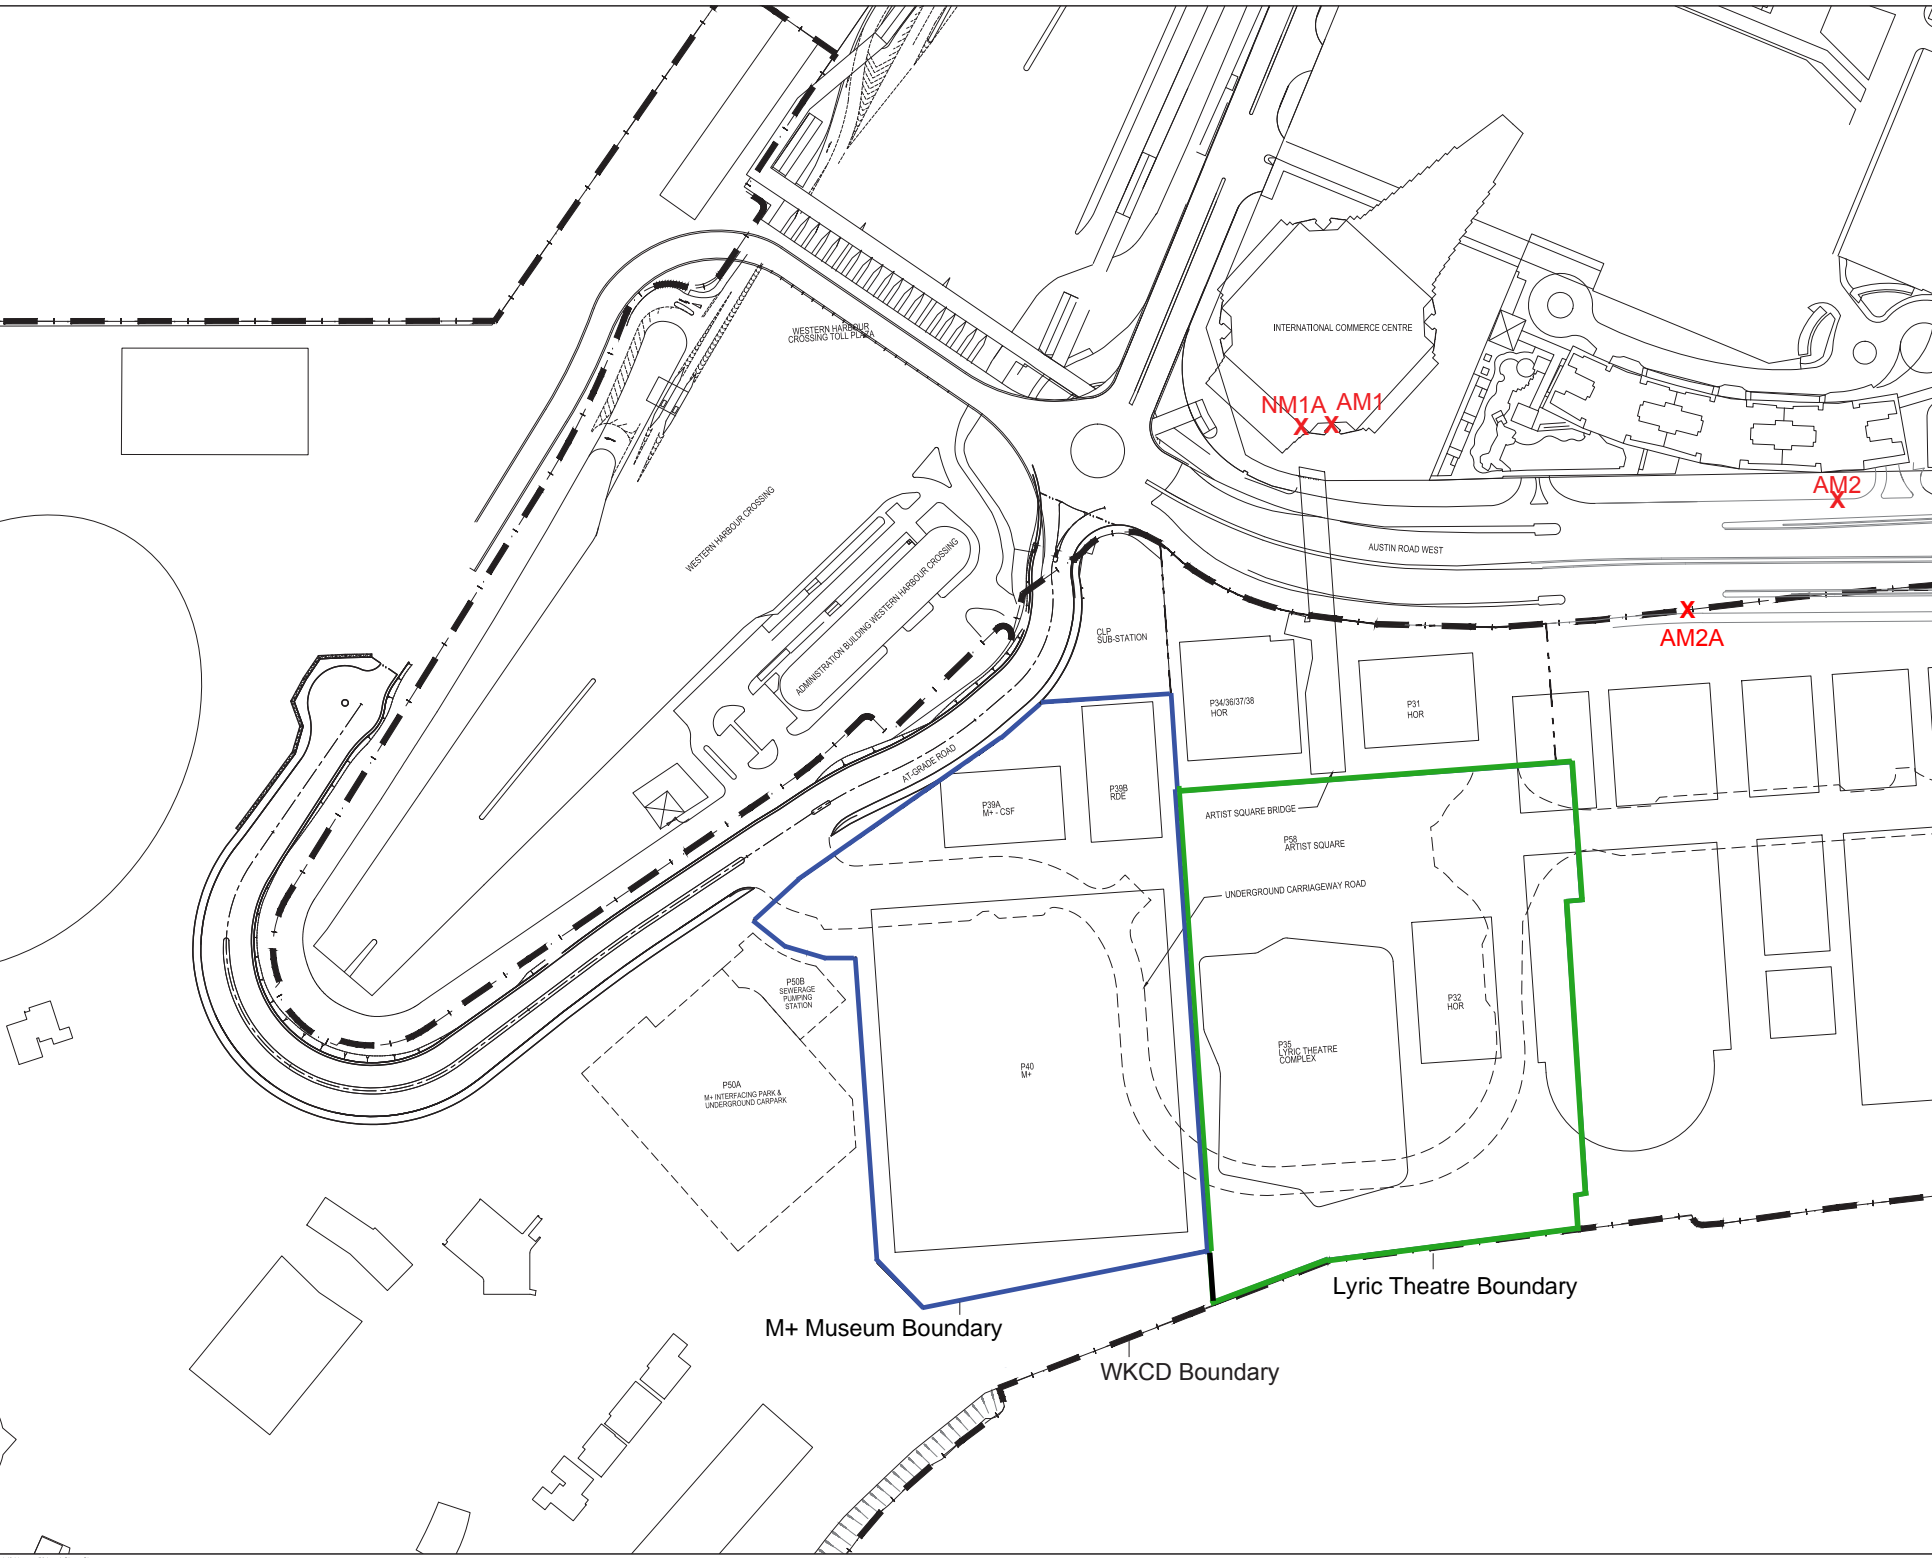 WESTERN HARBOUR
CROSSING TOLL PLAZA
INTERNATIONAL COMMERCE CENTRE
NM1A
AM1
X
X
AM2
X
WESTERN HARBOUR CROSSING
ADMINISTRATION BUILDING WESTERN HARBOUR CROSSING
AUSTIN ROAD WEST
X
AM2A
CLP
SUB-STATION
P34/36/37/38
HOR
P31
HOR
AT-GRADE ROAD
P39A
M+ - CSF
P39B
RDE
ARTIST SQUARE BRIDGE
P58
ARTIST SQUARE
UNDERGROUND CARRIAGEWAY ROAD
P50B
SEWERAGE
PUMPING
STATION
P32
HOR
P35
LYRIC THEATRE
COMPLEX
P40
M+
P50A
M+ INTERFACING PARK &
UNDERGROUND CARPARK
Lyric Theatre Boundary
M+ Museum Boundary
WKCD Boundary